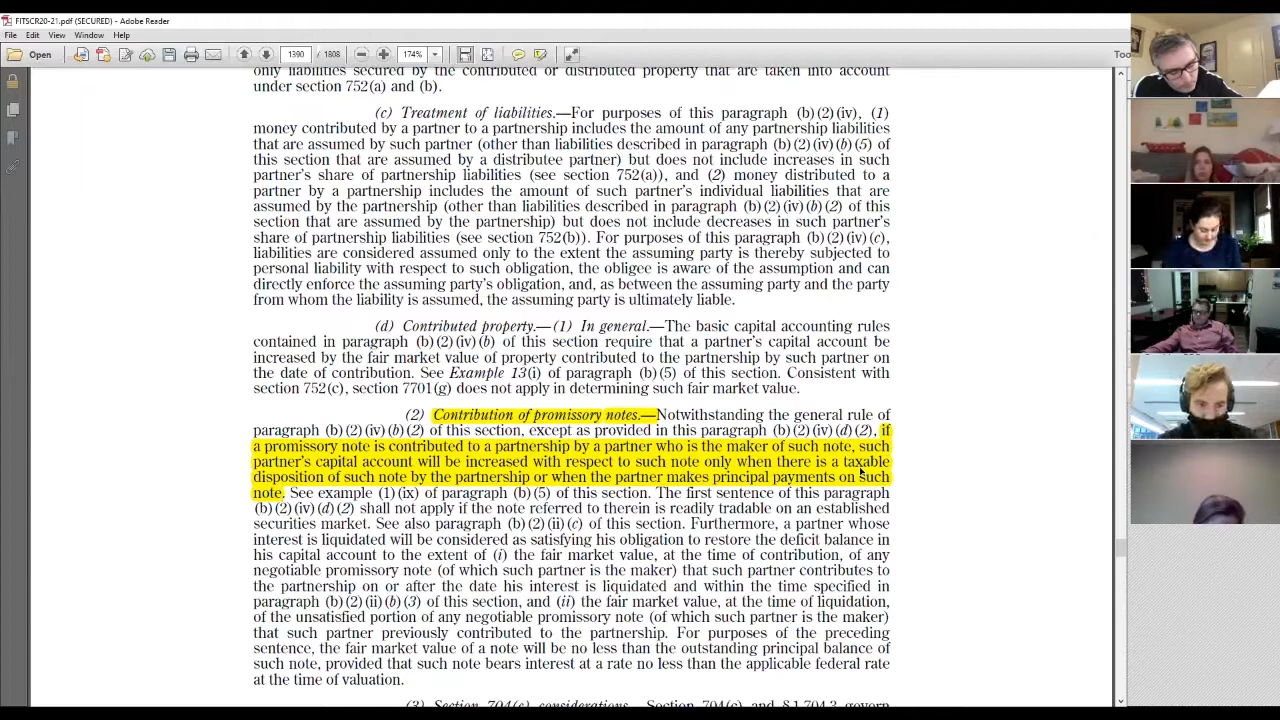 FITSCR20-21.pdf (SECURED) - Adobe Reader
File Edit View Window Help
Open 1390 / 1808 174% Too
only liabilities secured by the contributed or distributed property that are taken into account
under section 752(a) and (b).
(c) Treatment of liabilities.—For purposes of this paragraph (b)(2)(iv), (1)
money contributed by a partner to a partnership includes the amount of any partnership liabilities
that are assumed by such partner (other than liabilities described in paragraph (b)(2)(iv)(b)(5) of
this section that are assumed by a distributee partner) but does not include increases in such
partner's share of partnership liabilities (see section 752(a)), and (2) money distributed to a
partner by a partnership includes the amount of such partner's individual liabilities that are
assumed by the partnership (other than liabilities described in paragraph (b)(2)(iv)(b)(2) of this
section that are assumed by the partnership) but does not include decreases in such partner's
share of partnership liabilities (see section 752(b)). For purposes of this paragraph (b)(2)(iv)(c),
liabilities are considered assumed only to the extent the assuming party is thereby subjected to
personal liability with respect to such obligation, the obligee is aware of the assumption and can
directly enforce the assuming party's obligation, and, as between the assuming party and the party
from whom the liability is assumed, the assuming party is ultimately liable.
(d) Contributed property.—(1) In general.—The basic capital accounting rules
contained in paragraph (b)(2)(iv)(b) of this section require that a partner's capital account be
increased by the fair market value of property contributed to the partnership by such partner on
the date of contribution. See Example 13(i) of paragraph (b)(5) of this section. Consistent with
section 752(c), section 7701(g) does not apply in determining such fair market value.
(2) Contribution of promissory notes.—Notwithstanding the general rule of
paragraph (b)(2)(iv)(b)(2) of this section, except as provided in this paragraph (b)(2)(iv)(d)(2), if
a promissory note is contributed to a partnership by a partner who is the maker of such note, such
partner's capital account will be increased with respect to such note only when there is a taxable
disposition of such note by the partnership or when the partner makes principal payments on such
note. See example (1)(ix) of paragraph (b)(5) of this section. The first sentence of this paragraph
(b)(2)(iv)(d)(2) shall not apply if the note referred to therein is readily tradable on an established
securities market. See also paragraph (b)(2)(ii)(c) of this section. Furthermore, a partner whose
interest is liquidated will be considered as satisfying his obligation to restore the deficit balance in
his capital account to the extent of (i) the fair market value, at the time of contribution, of any
negotiable promissory note (of which such partner is the maker) that such partner contributes to
the partnership on or after the date his interest is liquidated and within the time specified in
paragraph (b)(2)(ii)(b)(3) of this section, and (ii) the fair market value, at the time of liquidation,
of the unsatisfied portion of any negotiable promissory note (of which such partner is the maker)
that such partner previously contributed to the partnership. For purposes of the preceding
sentence, the fair market value of a note will be no less than the outstanding principal balance of
such note, provided that such note bears interest at a rate no less than the applicable federal rate
at the time of valuation.
(3) Section 704(c) considerations.—Section 704(c) and §1.704-3 govern